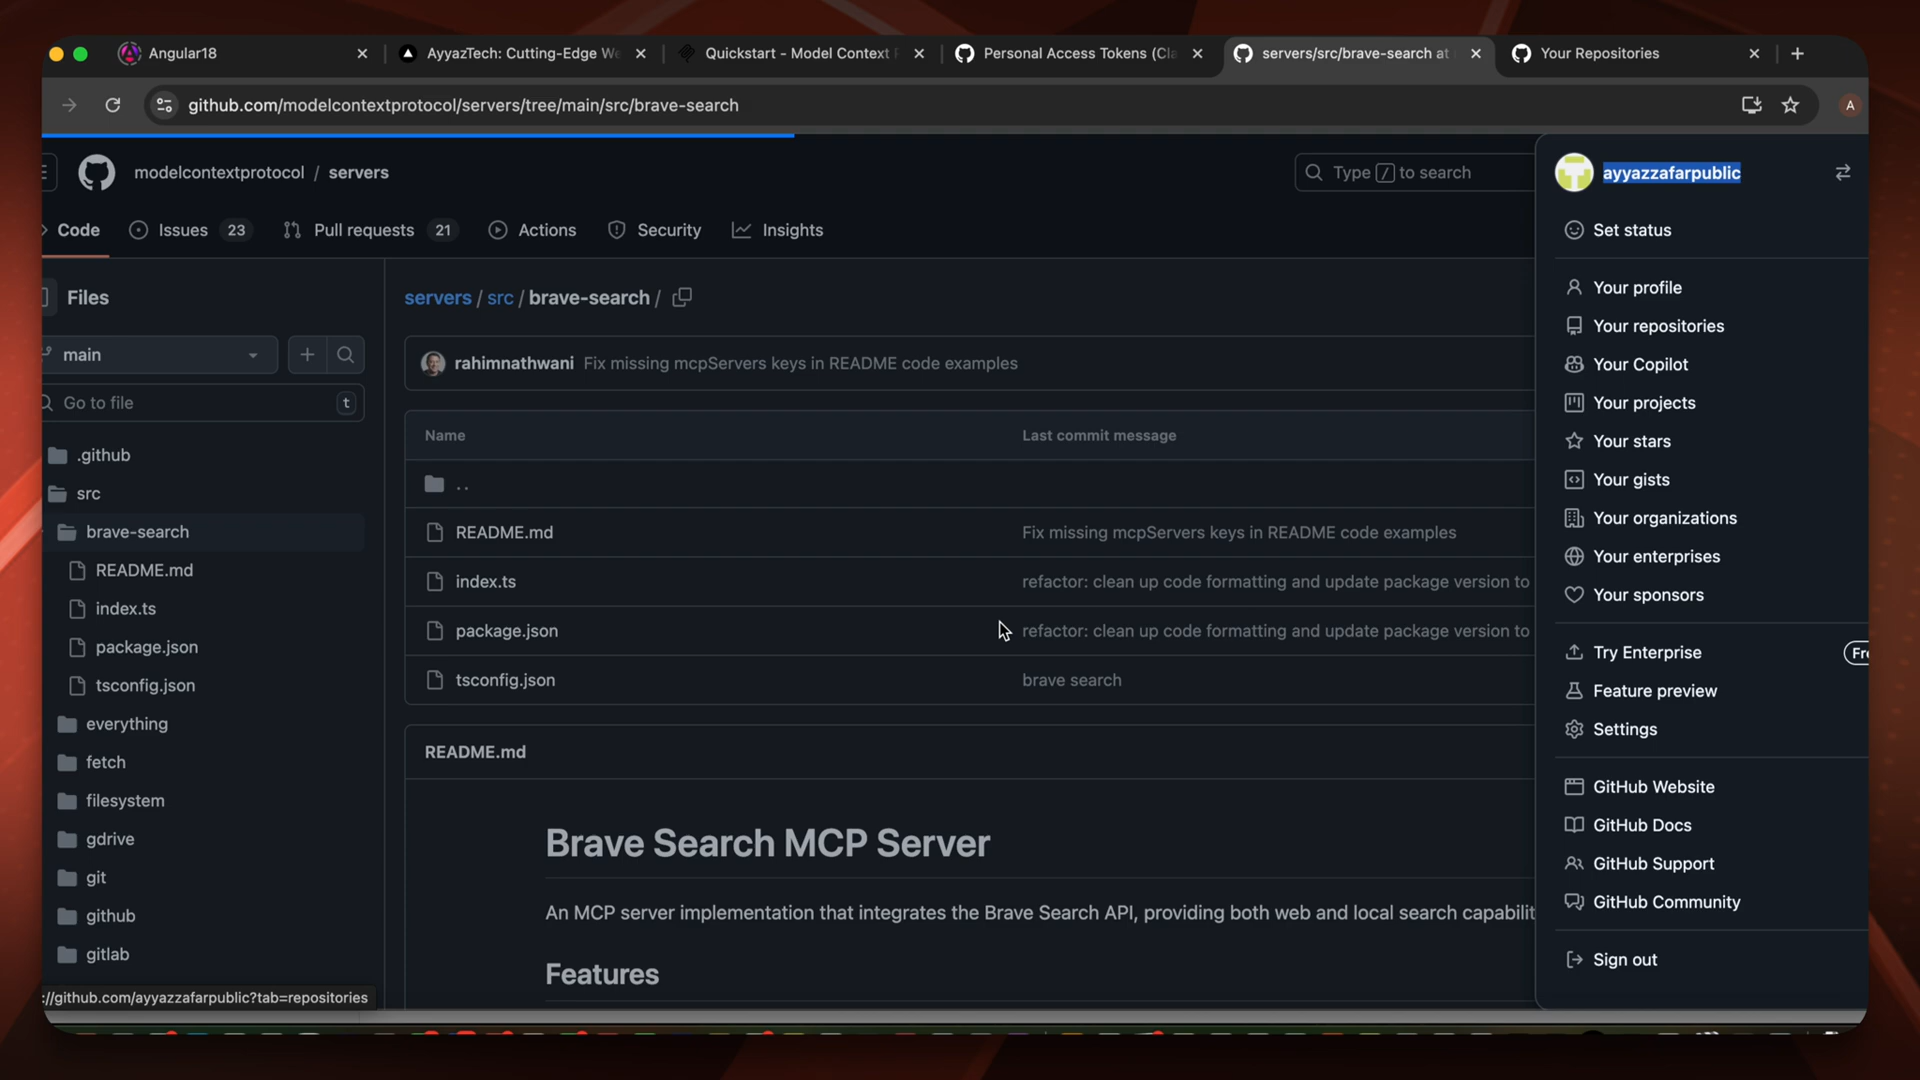 Angular18
AyyazTech: Cutting-Edge We
Quickstart - Model Context P
Personal Access Tokens (Cla
servers/src/brave-search at
Your Repositories
github.com/modelcontextprotocol/servers/tree/main/src/brave-search
A
modelcontextprotocol / servers
Type / to search
Code
Issues 23
Pull requests 21
Actions
Security
Insights
Files
main
Go to file
t
.github
src
brave-search
README.md
index.ts
package.json
tsconfig.json
everything
fetch
filesystem
gdrive
git
github
gitlab
://github.com/ayyazzafarpublic?tab=repositories
servers / src / brave-search /
rahimnathwani Fix missing mcpServers keys in README code examples
Name Last commit message
..
README.md Fix missing mcpServers keys in README code examples
index.ts refactor: clean up code formatting and update package version to
package.json refactor: clean up code formatting and update package version to
tsconfig.json brave search
README.md
Brave Search MCP Server
An MCP server implementation that integrates the Brave Search API, providing both web and local search capabilit
Features
ayyazzafarpublic
Set status
Your profile
Your repositories
Your Copilot
Your projects
Your stars
Your gists
Your organizations
Your enterprises
Your sponsors
Try Enterprise Fre
Feature preview
Settings
GitHub Website
GitHub Docs
GitHub Support
GitHub Community
Sign out